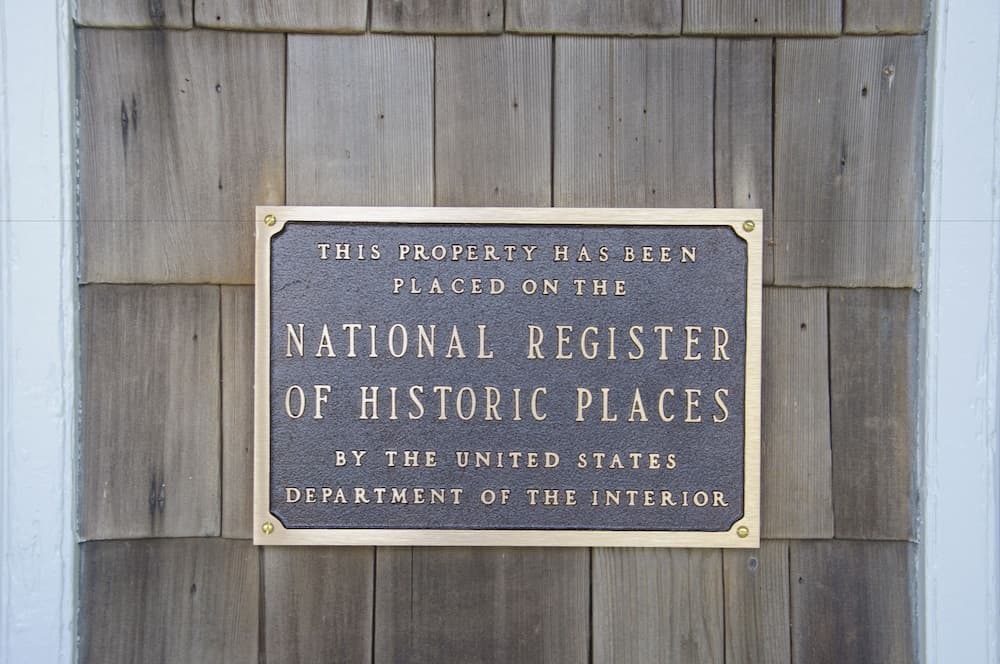 THIS PROPERTY HAS BEEN
PLACED ON THE
NATIONAL REGISTER
OF HISTORIC PLACES
BY THE UNITED STATES
DEPARTMENT OF THE INTERIOR